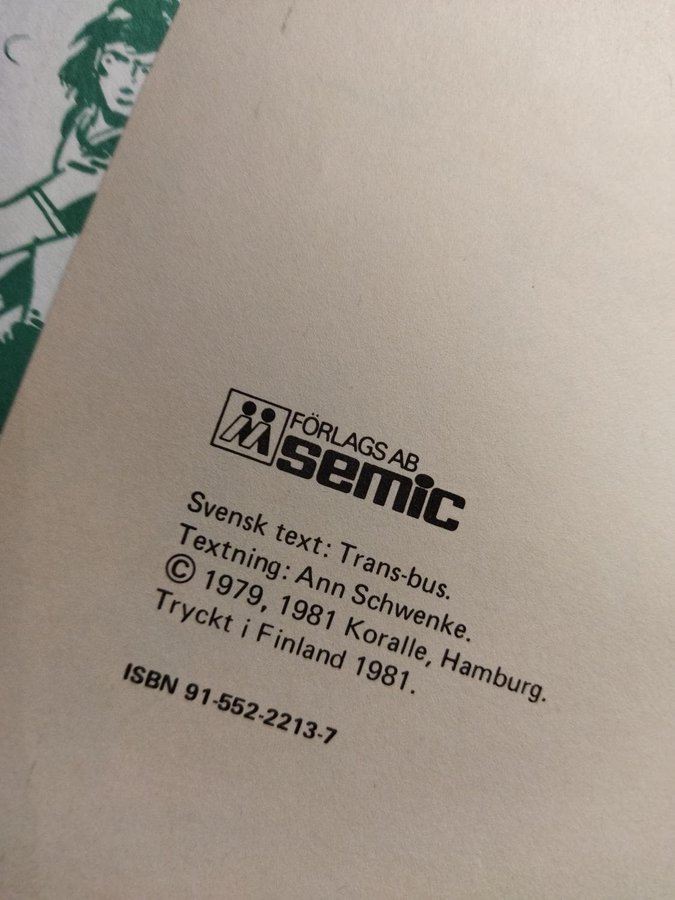 FÖRLAGS AB
semic
Svensk text: Trans-bus.
Textning: Ann Schwenke.
© 1979, 1981 Koralle, Hamburg.
Tryckt i Finland 1981.
ISBN 91-552-2213-7